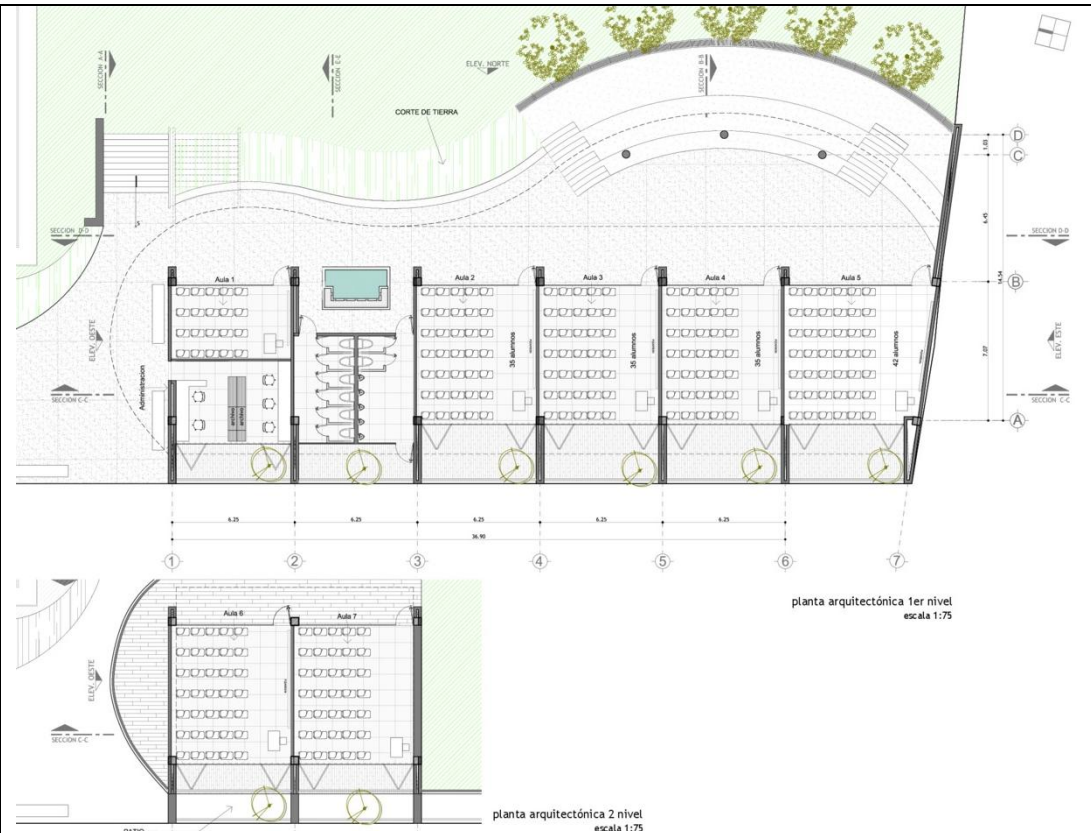 SECCION A-A
SECCION E-E
ELEV. NORTE
SECCION B-B
CORTE DE TIERRA
D
1.03
C
SECCION D-D
6.45
SECCION D-D
14.54
Aula 1
Aula 2
Aula 3
Aula 4
Aula 5
B
ELEV. OESTE
35 alumnos
35 alumnos
35 alumnos
42 alumnos
7.07
ELEV. ESTE
SECCION C-C
Administracion
archivo
archivo
SECCION C-C
A
6.25
6.25
6.25
6.25
6.25
36.90
1
2
3
4
5
6
7
planta arquitectónica 1er nivel
escala 1:75
Aula 6
Aula 7
ELEV. OESTE
SECCION C-C
planta arquitectónica 2 nivel
escala 1:75
PATIO